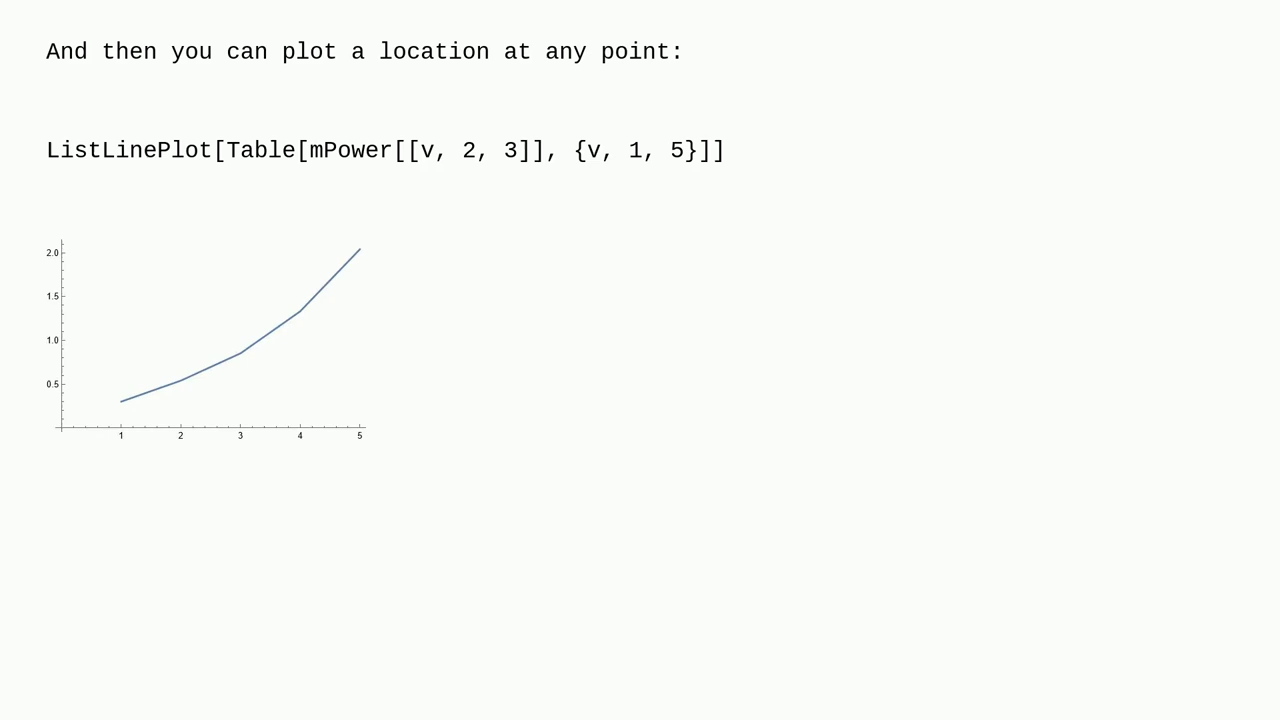 And then you can plot a location at any point:
ListLinePlot[Table[mPower[[v, 2, 3]], {v, 1, 5}]]
2.0
1.5
1.0
0.5
1 2 3 4 5